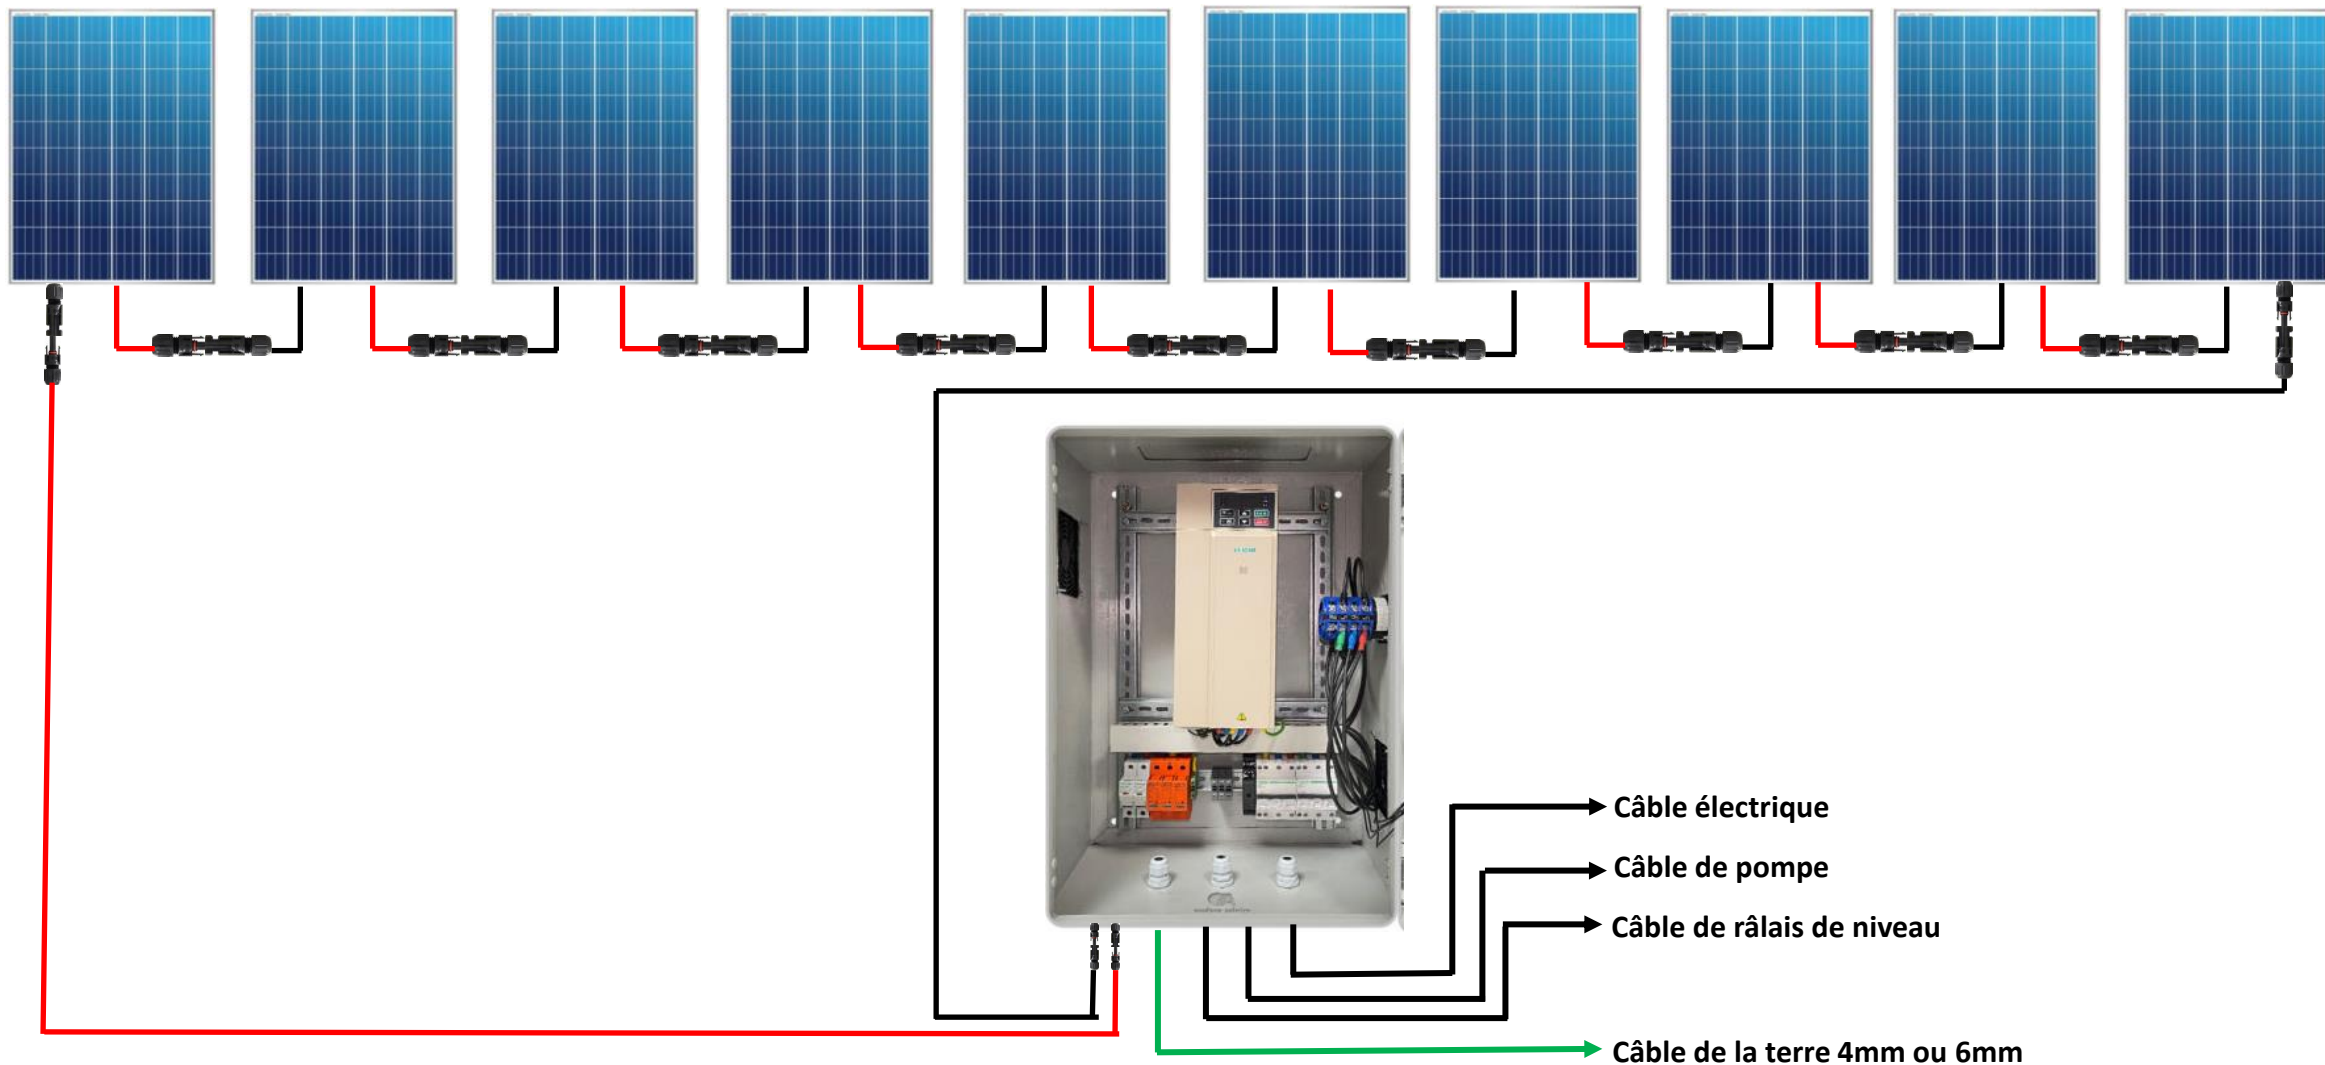 Câble électrique
Câble de pompe
Câble de râlais de niveau
Câble de la terre 4mm ou 6mm